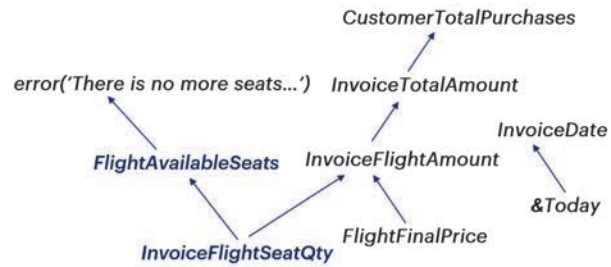 CustomerTotalPurchases
error('There is no more seats...')
InvoiceTotalAmount
InvoiceDate
FlightAvailableSeats
InvoiceFlightAmount
&Today
InvoiceFlightSeatQty
FlightFinalPrice